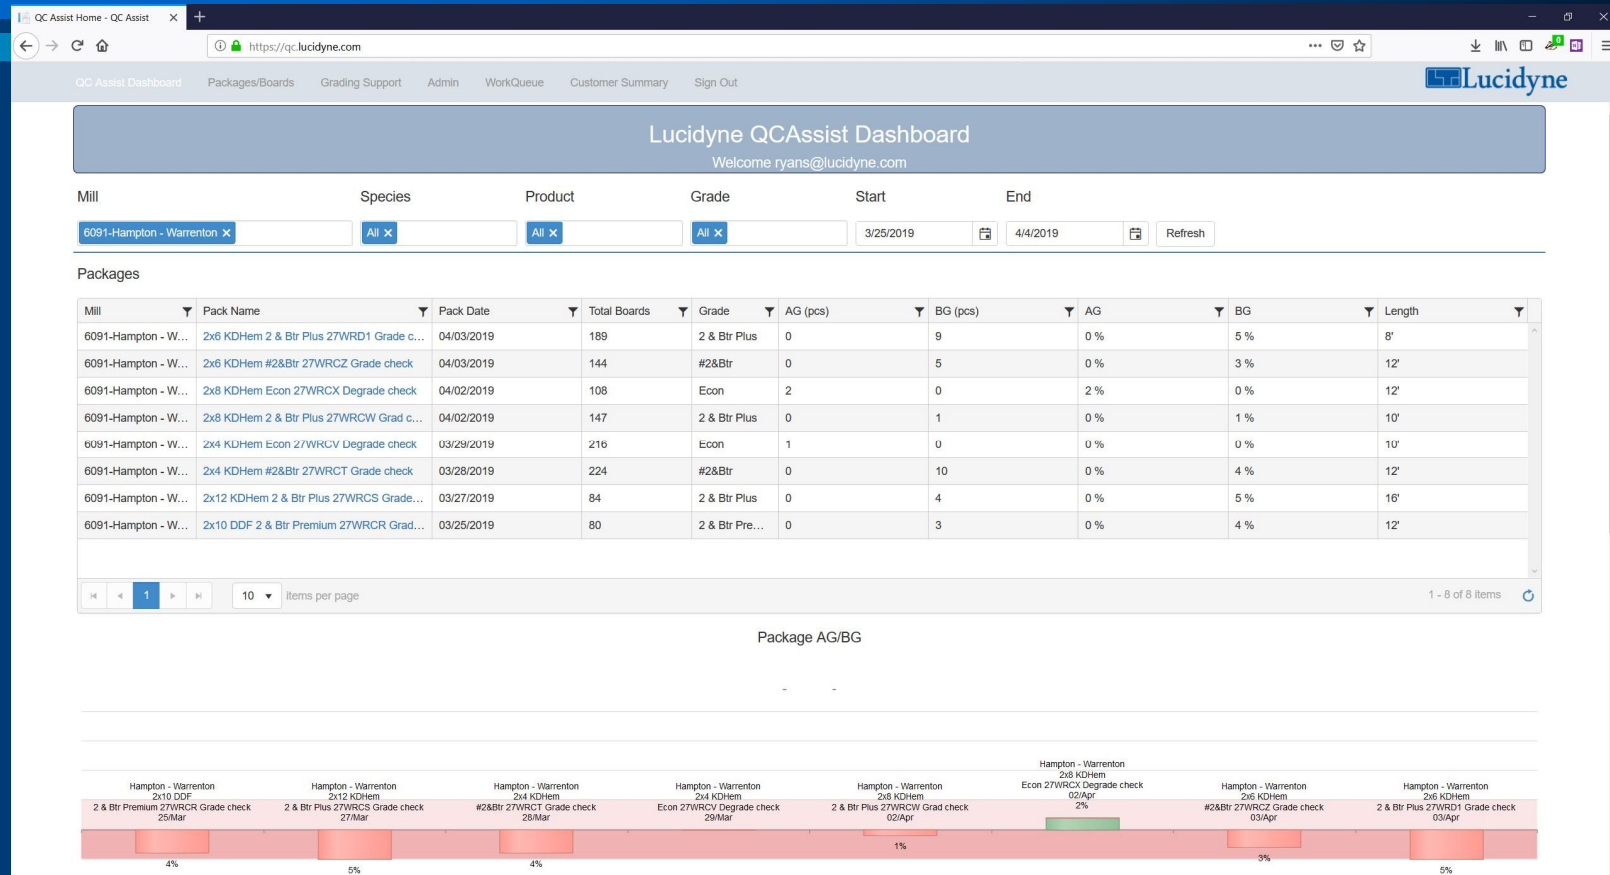 QC Assist Home - QC Assist
https://qc.lucidyne.com
0
QC Assist Dashboard Packages/Boards Grading Support Admin WorkQueue Customer Summary Sign Out
Lucidyne
Lucidyne QCAssist Dashboard
Welcome ryans@lucidyne.com
Mill Species Product Grade Start End
6091-Hampton - Warrenton All All All 3/25/2019 4/4/2019 Refresh
Packages
Mill Pack Name Pack Date Total Boards Grade AG (pcs) BG (pcs) AG BG Length
6091-Hampton - W... 2x6 KDHem 2 & Btr Plus 27WRD1 Grade c... 04/03/2019 189 2 & Btr Plus 0 9 0 % 5 % 8'
6091-Hampton - W... 2x6 KDHem #2&Btr 27WRCZ Grade check 04/03/2019 144 #2&Btr 0 5 0 % 3 % 12'
6091-Hampton - W... 2x8 KDHem Econ 27WRCX Degrade check 04/02/2019 108 Econ 2 0 2 % 0 % 12'
6091-Hampton - W... 2x8 KDHem 2 & Btr Plus 27WRCW Grad c... 04/02/2019 147 2 & Btr Plus 0 1 0 % 1 % 10'
6091-Hampton - W... 2x4 KDHem Econ 27WRCV Degrade check 03/29/2019 216 Econ 1 0 0 % 0 % 10'
6091-Hampton - W... 2x4 KDHem #2&Btr 27WRCT Grade check 03/28/2019 224 #2&Btr 0 10 0 % 4 % 12'
6091-Hampton - W... 2x12 KDHem 2 & Btr Plus 27WRCS Grade... 03/27/2019 84 2 & Btr Plus 0 4 0 % 5 % 16'
6091-Hampton - W... 2x10 DDF 2 & Btr Premium 27WRCR Grad... 03/25/2019 80 2 & Btr Pre... 0 3 0 % 4 % 12'
1 10 items per page 1 - 8 of 8 items
Package AG/BG
- -
Hampton - Warrenton
2x10 DDF
2 & Btr Premium 27WRCR Grade check
25/Mar
4%
Hampton - Warrenton
2x12 KDHem
2 & Btr Plus 27WRCS Grade check
27/Mar
5%
Hampton - Warrenton
2x4 KDHem
#2&Btr 27WRCT Grade check
28/Mar
4%
Hampton - Warrenton
2x4 KDHem
Econ 27WRCV Degrade check
29/Mar
Hampton - Warrenton
2x8 KDHem
2 & Btr Plus 27WRCW Grad check
02/Apr
1%
Hampton - Warrenton
2x8 KDHem
Econ 27WRCX Degrade check
02/Apr
2%
Hampton - Warrenton
2x6 KDHem
#2&Btr 27WRCZ Grade check
03/Apr
3%
Hampton - Warrenton
2x6 KDHem
2 & Btr Plus 27WRD1 Grade check
03/Apr
5%